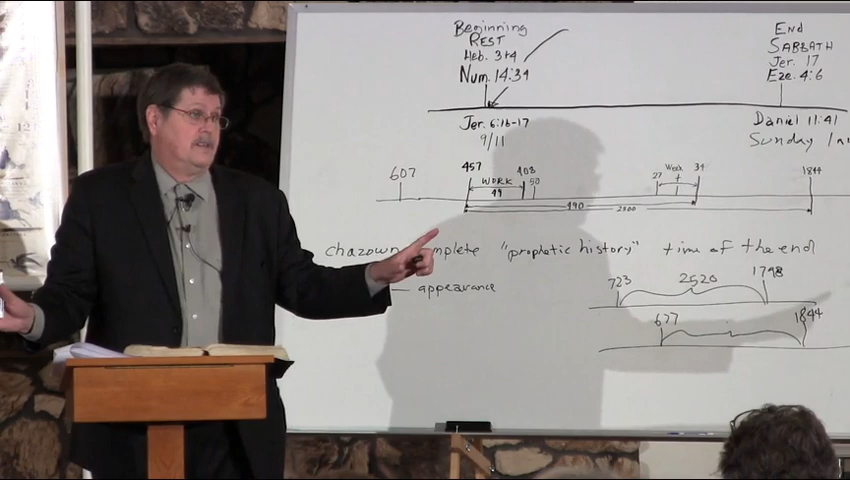 Beginning
REST
Heb. 3+4
Num. 14:34
END
SABBATH
Jer. 17
Eze. 4:6
Jer. 6:16-17
9/11
Daniel 11:41
Sunday
607
457
WORK
49
408
50
27
Week
34
1844
490
2300
chazown
mplete "prophetic history" time of the end
— appearance
723
2520
1798
677
1844